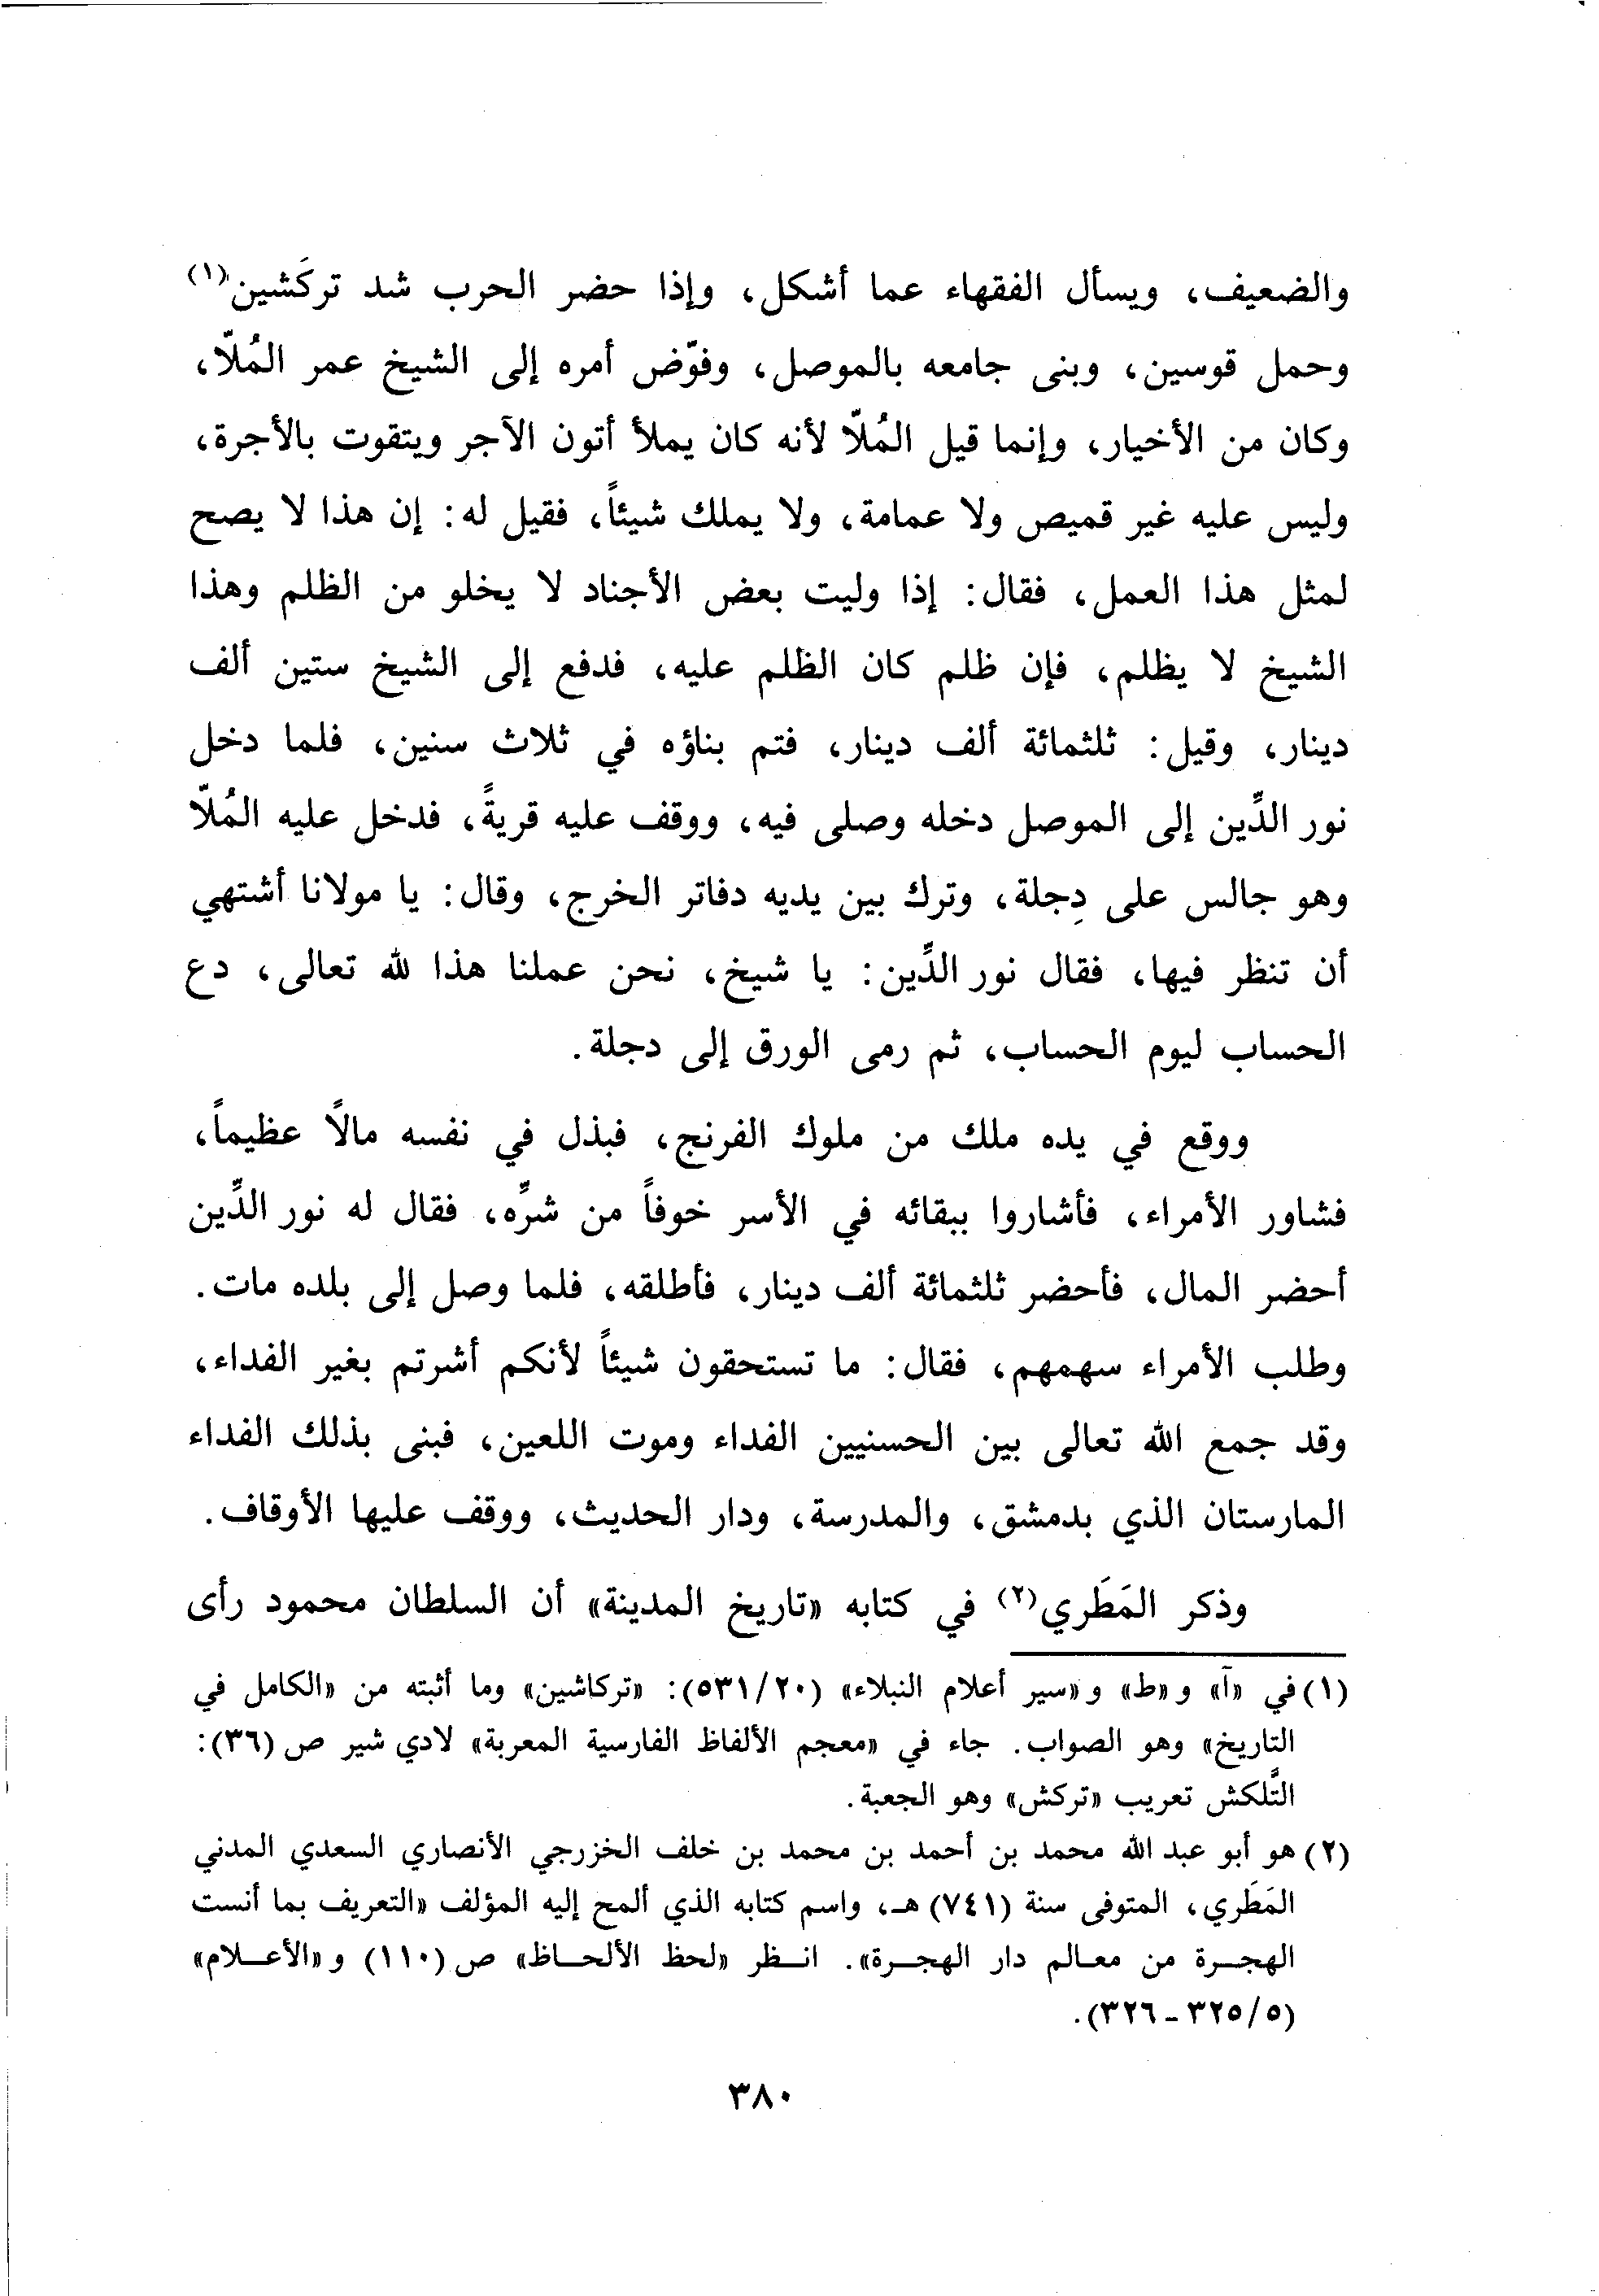 والضعيف، ويسأل الفقهاء عما أشكل، وإذا حضر الحرب شد تركَشين(١)
وحمل قوسين، وبنى جامعه بالموصل، وفوّض أمره إلى الشيخ عمر المُلّا،
وكان من الأخيار، وإنما قيل المُلّا لأنه كان يملأ أتون الآجر ويتقوت بالأجرة،
وليس عليه غير قميص ولا عمامة، ولا يملك شيئاً، فقيل له: إن هذا لا يصح
لمثل هذا العمل، فقال: إذا وليت بعض الأجناد لا يخلو من الظلم وهذا
الشيخ لا يظلم، فإن ظلم كان الظلم عليه، فدفع إلى الشيخ ستين ألف
دينار، وقيل: ثلثمائة ألف دينار، فتم بناؤه في ثلاث سنين، فلما دخل
نور الدِّين إلى الموصل دخله وصلى فيه، ووقف عليه قريةً، فدخل عليه المُلّا
وهو جالس على دِجلة، وترك بين يديه دفاتر الخرج، وقال: يا مولانا أشتهي
أن تنظر فيها، فقال نور الدِّين: يا شيخ، نحن عملنا هذا لله تعالى، دع
الحساب ليوم الحساب، ثم رمى الورق إلى دجلة.
ووقع في يده ملك من ملوك الفرنج، فبذل في نفسه مالاً عظيماً،
فشاور الأمراء، فأشاروا ببقائه في الأسر خوفاً من شرِّه، فقال له نور الدِّين
أحضر المال، فأحضر ثلثمائة ألف دينار، فأطلقه، فلما وصل إلى بلده مات.
وطلب الأمراء سهمهم، فقال: ما تستحقون شيئاً لأنكم أشرتم بغير الفداء،
وقد جمع الله تعالى بين الحسنيين الفداء وموت اللعين، فبنى بذلك الفداء
المارستان الذي بدمشق، والمدرسة، ودار الحديث، ووقف عليها الأوقاف.
وذكر المَطَري(٢) في كتابه «تاريخ المدينة» أن السلطان محمود رأى
(١) في «آ» و«ط» و«سير أعلام النبلاء» (٥٣١/٢٠): «تركاشين» وما أثبته من «الكامل في
التاريخ» وهو الصواب. جاء في «معجم الألفاظ الفارسية المعربة» لادي شير ص (٣٦):
التَّلكش تعريب «تركش» وهو الجعبة.
(٢) هو أبو عبد الله محمد بن أحمد بن محمد بن خلف الخزرجي الأنصاري السعدي المدني
المَطَري، المتوفى سنة (٧٤١) هـ، واسم كتابه الذي ألمح إليه المؤلف «التعريف بما أنست
الهجرة من معالم دار الهجرة». انظر «لحظ الألحاظ» ص (١١٠) و«الأعلام»
(٥/ ٣٢٥ - ٣٢٦).
٣٨٠